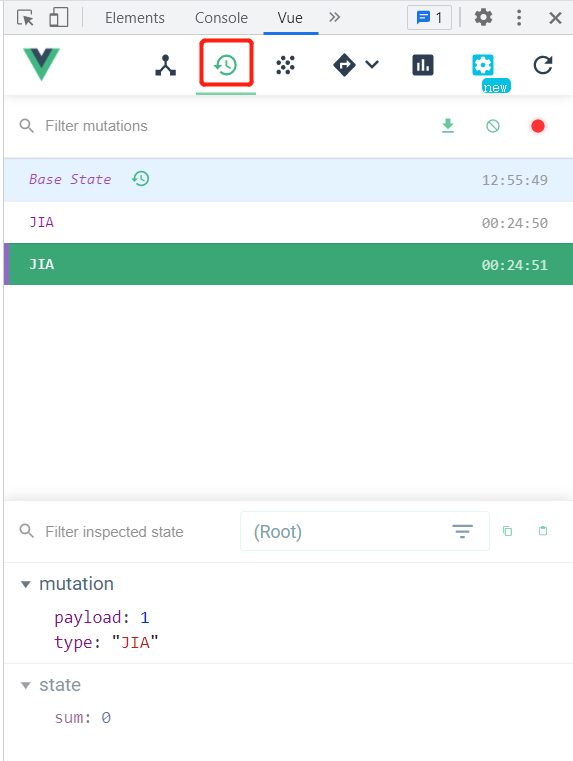 Elements Console Vue 1
new
Filter mutations
Base State 12:55:49
JIA 00:24:50
JIA 00:24:51
Filter inspected state (Root)
mutation
payload: 1
type: "JIA"
state
sum: 0